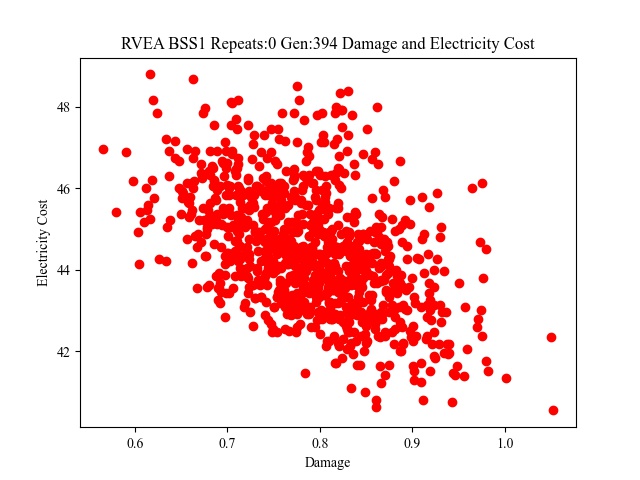 RVEA BSS1 Repeats:0 Gen:394 Damage and Electricity Cost
48
46
44
42
Electricity Cost
0.6 0.7 0.8 0.9 1.0
Damage